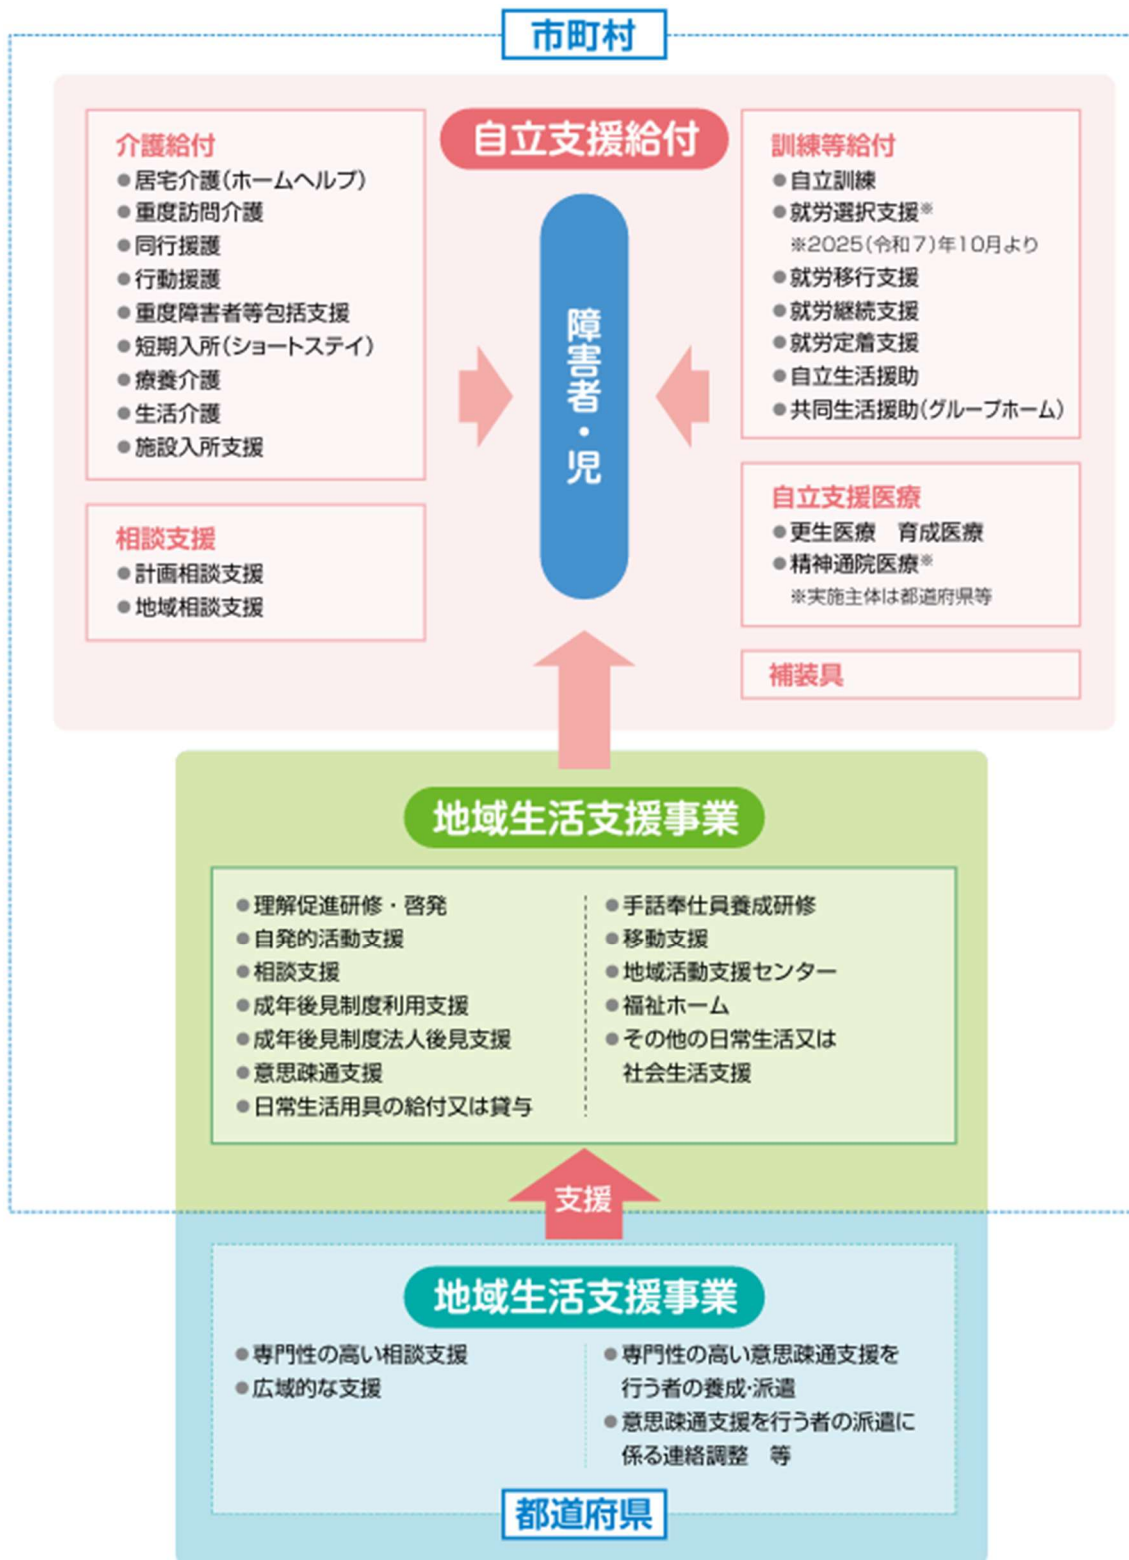 市町村
自立支援給付
介護給付
●居宅介護(ホームヘルプ)
●重度訪問介護
●同行援護
●行動援護
●重度障害者等包括支援
●短期入所(ショートステイ)
●療養介護
●生活介護
●施設入所支援
相談支援
●計画相談支援
●地域相談支援
障害者・児
訓練等給付
●自立訓練
●就労選択支援※
※2025(令和7)年10月より
●就労移行支援
●就労継続支援
●就労定着支援
●自立生活援助
●共同生活援助(グループホーム)
自立支援医療
●更生医療　育成医療
●精神通院医療※
※実施主体は都道府県等
補装具
地域生活支援事業
●理解促進研修・啓発
●自発的活動支援
●相談支援
●成年後見制度利用支援
●成年後見制度法人後見支援
●意思疎通支援
●日常生活用具の給付又は貸与
●手話奉仕員養成研修
●移動支援
●地域活動支援センター
●福祉ホーム
●その他の日常生活又は
社会生活支援
支援
地域生活支援事業
●専門性の高い相談支援
●広域的な支援
●専門性の高い意思疎通支援を
行う者の養成・派遣
●意思疎通支援を行う者の派遣に
係る連絡調整　等
都道府県